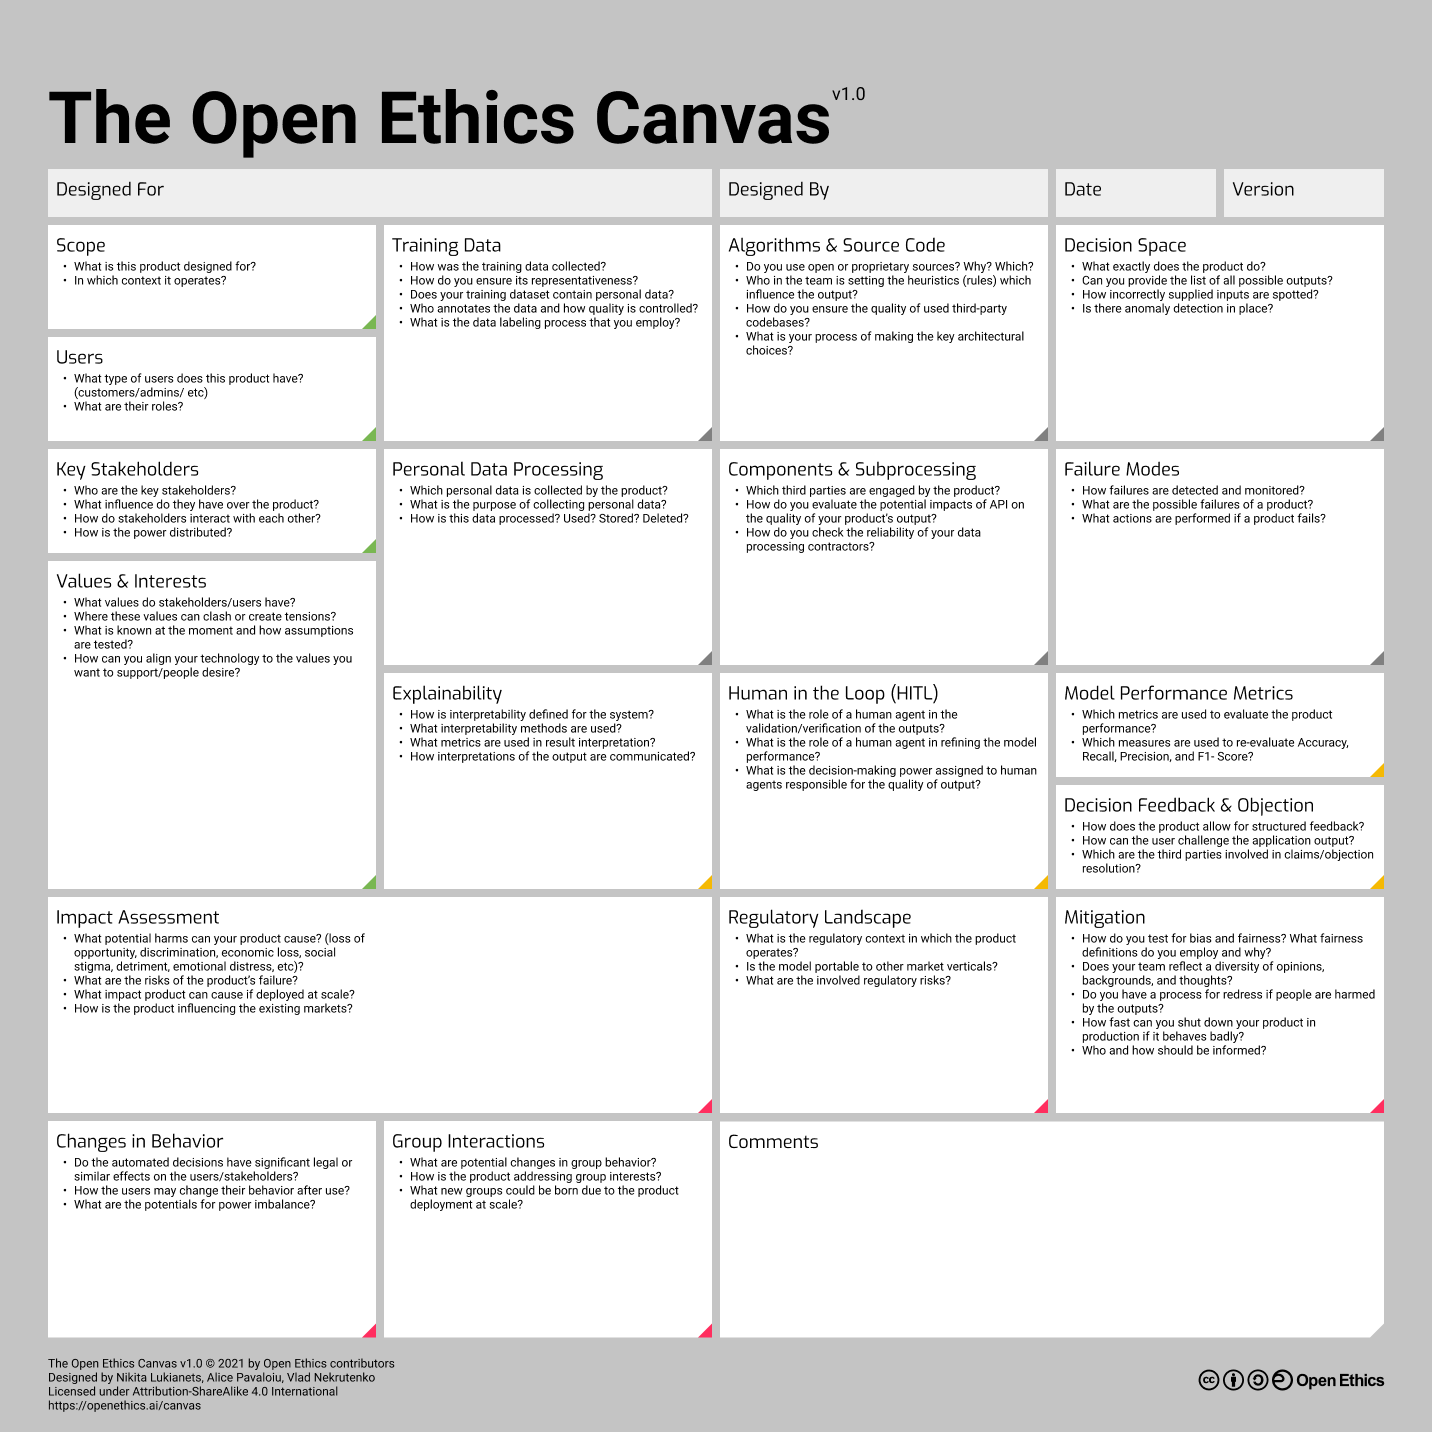 The Open Ethics Canvas v1.0
Designed For
Designed By
Date
Version
Scope
• What is this product designed for?
• In which context it operates?
Users
• What type of users does this product have?
(customers/admins/ etc)
• What are their roles?
Key Stakeholders
• Who are the key stakeholders?
• What influence do they have over the product?
• How do stakeholders interact with each other?
• How is the power distributed?
Values & Interests
• What values do stakeholders/users have?
• Where these values can clash or create tensions?
• What is known at the moment and how assumptions
are tested?
• How can you align your technology to the values you
want to support/people desire?
Training Data
• How was the training data collected?
• How do you ensure its representativeness?
• Does your training dataset contain personal data?
• Who annotates the data and how quality is controlled?
• What is the data labeling process that you employ?
Personal Data Processing
• Which personal data is collected by the product?
• What is the purpose of collecting personal data?
• How is this data processed? Used? Stored? Deleted?
Explainability
• How is interpretability defined for the system?
• What interpretability methods are used?
• What metrics are used in result interpretation?
• How interpretations of the output are communicated?
Algorithms & Source Code
• Do you use open or proprietary sources? Why? Which?
• Who in the team is setting the heuristics (rules) which
influence the output?
• How do you ensure the quality of used third-party
codebases?
• What is your process of making the key architectural
choices?
Components & Subprocessing
• Which third parties are engaged by the product?
• How do you evaluate the potential impacts of API on
the quality of your product's output?
• How do you check the reliability of your data
processing contractors?
Human in the Loop (HITL)
• What is the role of a human agent in the
validation/verification of the outputs?
• What is the role of a human agent in refining the model
performance?
• What is the decision-making power assigned to human
agents responsible for the quality of output?
Decision Space
• What exactly does the product do?
• Can you provide the list of all possible outputs?
• How incorrectly supplied inputs are spotted?
• Is there anomaly detection in place?
Failure Modes
• How failures are detected and monitored?
• What are the possible failures of a product?
• What actions are performed if a product fails?
Model Performance Metrics
• Which metrics are used to evaluate the product
performance?
• Which measures are used to re-evaluate Accuracy,
Recall, Precision, and F1- Score?
Decision Feedback & Objection
• How does the product allow for structured feedback?
• How can the user challenge the application output?
• Which are the third parties involved in claims/objection
resolution?
Impact Assessment
• What potential harms can your product cause? (loss of
opportunity, discrimination, economic loss, social
stigma, detriment, emotional distress, etc)?
• What are the risks of the product's failure?
• What impact product can cause if deployed at scale?
• How is the product influencing the existing markets?
Regulatory Landscape
• What is the regulatory context in which the product
operates?
• Is the model portable to other market verticals?
• What are the involved regulatory risks?
Mitigation
• How do you test for bias and fairness? What fairness
definitions do you employ and why?
• Does your team reflect a diversity of opinions,
backgrounds, and thoughts?
• Do you have a process for redress if people are harmed
by the outputs?
• How fast can you shut down your product in
production if it behaves badly?
• Who and how should be informed?
Changes in Behavior
• Do the automated decisions have significant legal or
similar effects on the users/stakeholders?
• How the users may change their behavior after use?
• What are the potentials for power imbalance?
Group Interactions
• What are potential changes in group behavior?
• How is the product addressing group interests?
• What new groups could be born due to the product
deployment at scale?
Comments
The Open Ethics Canvas v1.0 © 2021 by Open Ethics contributors
Designed by Nikita Lukianets, Alice Pavaloiu, Vlad Nekrutenko
Licensed under Attribution-ShareAlike 4.0 International
https://openethics.ai/canvas
cc Open Ethics